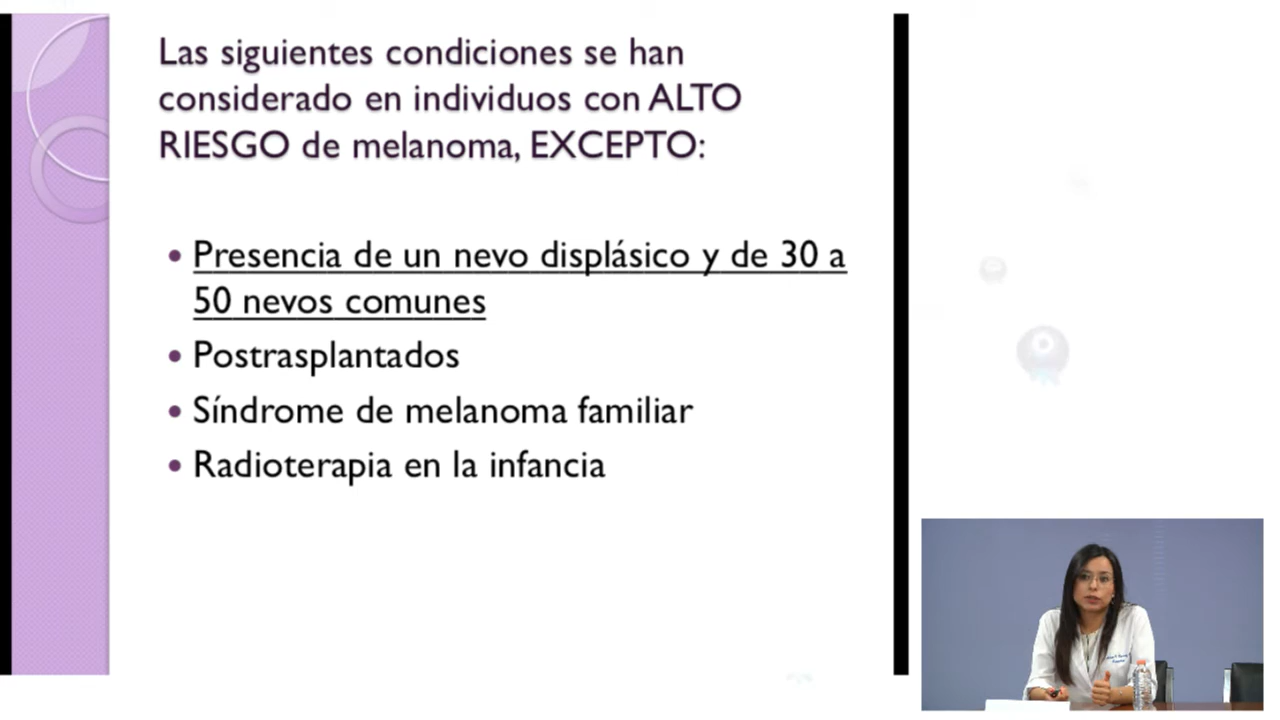 Las siguientes condiciones se han
considerado en individuos con ALTO
RIESGO de melanoma, EXCEPTO:
• Presencia de un nevo displásico y de 30 a
50 nevos comunes
• Postrasplantados
• Síndrome de melanoma familiar
• Radioterapia en la infancia